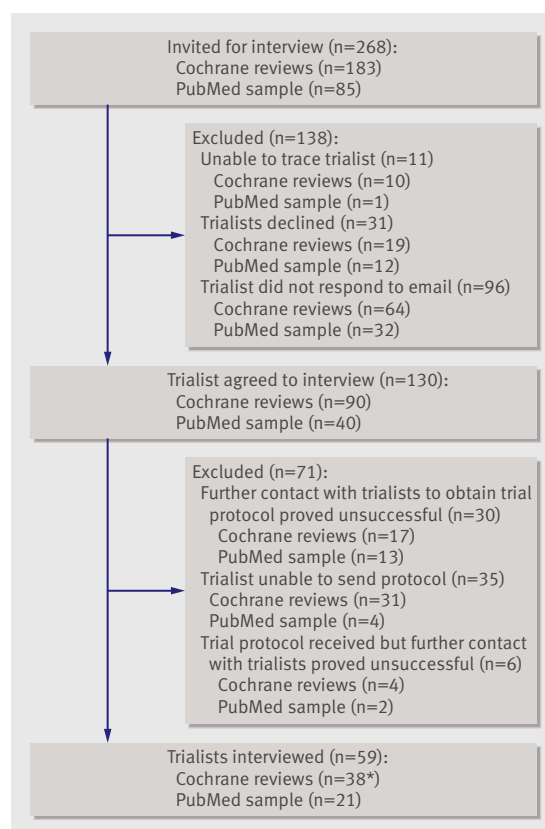 Invited for interview (n=268):
Cochrane reviews (n=183)
PubMed sample (n=85)
Excluded (n=138):
Unable to trace trialist (n=11)
Cochrane reviews (n=10)
PubMed sample (n=1)
Trialists declined (n=31)
Cochrane reviews (n=19)
PubMed sample (n=12)
Trialist did not respond to email (n=96)
Cochrane reviews (n=64)
PubMed sample (n=32)
Trialist agreed to interview (n=130):
Cochrane reviews (n=90)
PubMed sample (n=40)
Excluded (n=71):
Further contact with trialists to obtain trial
protocol proved unsuccessful (n=30)
Cochrane reviews (n=17)
PubMed sample (n=13)
Trialist unable to send protocol (n=35)
Cochrane reviews (n=31)
PubMed sample (n=4)
Trial protocol received but further contact
with trialists proved unsuccessful (n=6)
Cochrane reviews (n=4)
PubMed sample (n=2)
Trialists interviewed (n=59):
Cochrane reviews (n=38*)
PubMed sample (n=21)